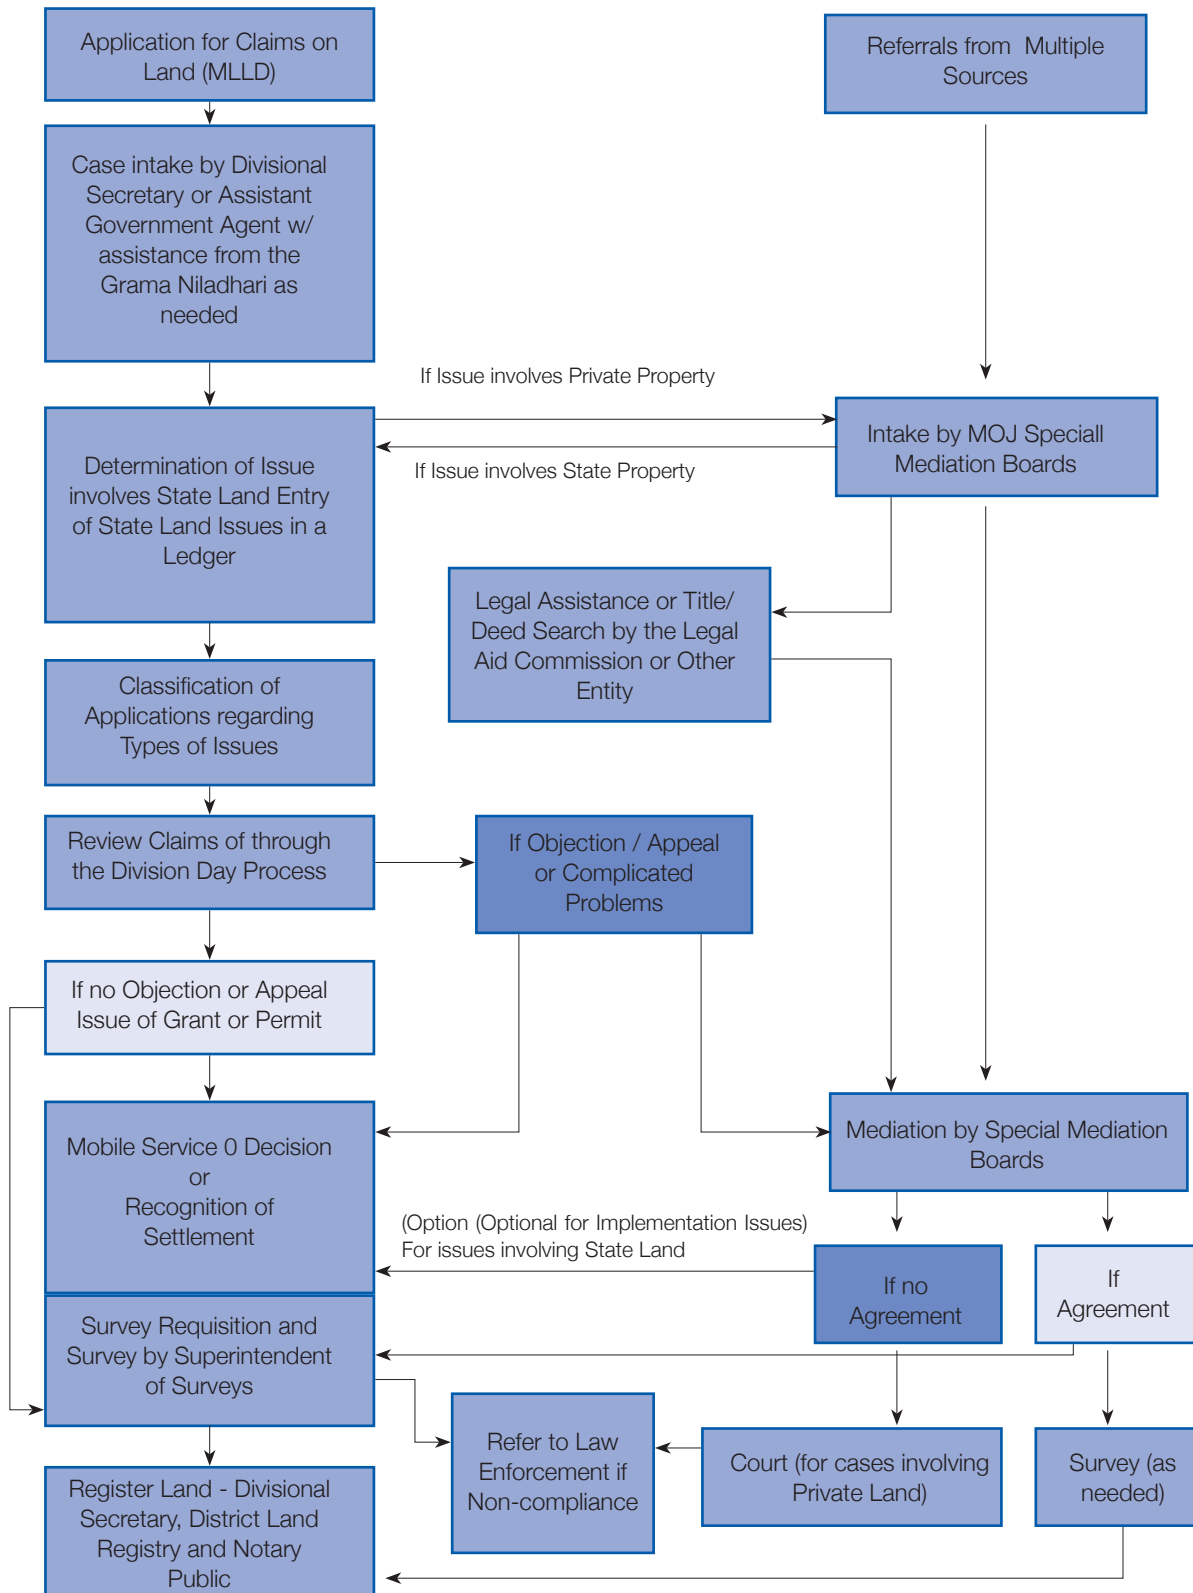 Application for Claims on
Land (MLLD)
Referrals from Multiple
Sources
Case intake by Divisional
Secretary or Assistant
Government Agent w/
assistance from the
Grama Niladhari as
needed
If Issue involves Private Property
Determination of Issue
involves State Land Entry
of State Land Issues in a
Ledger
If Issue involves State Property
Intake by MOJ Speciall
Mediation Boards
Legal Assistance or Title/
Deed Search by the Legal
Aid Commission or Other
Entity
Classification of
Applications regarding
Types of Issues
Review Claims of through
the Division Day Process
If Objection / Appeal
or Complicated
Problems
If no Objection or Appeal
Issue of Grant or Permit
Mobile Service 0 Decision
or
Recognition of
Settlement
Mediation by Special Mediation
Boards
(Option (Optional for Implementation Issues)
For issues involving State Land
If no
Agreement
If
Agreement
Survey Requisition and
Survey by Superintendent
of Surveys
Refer to Law
Enforcement if
Non-compliance
Court (for cases involving
Private Land)
Survey (as
needed)
Register Land - Divisional
Secretary, District Land
Registry and Notary
Public